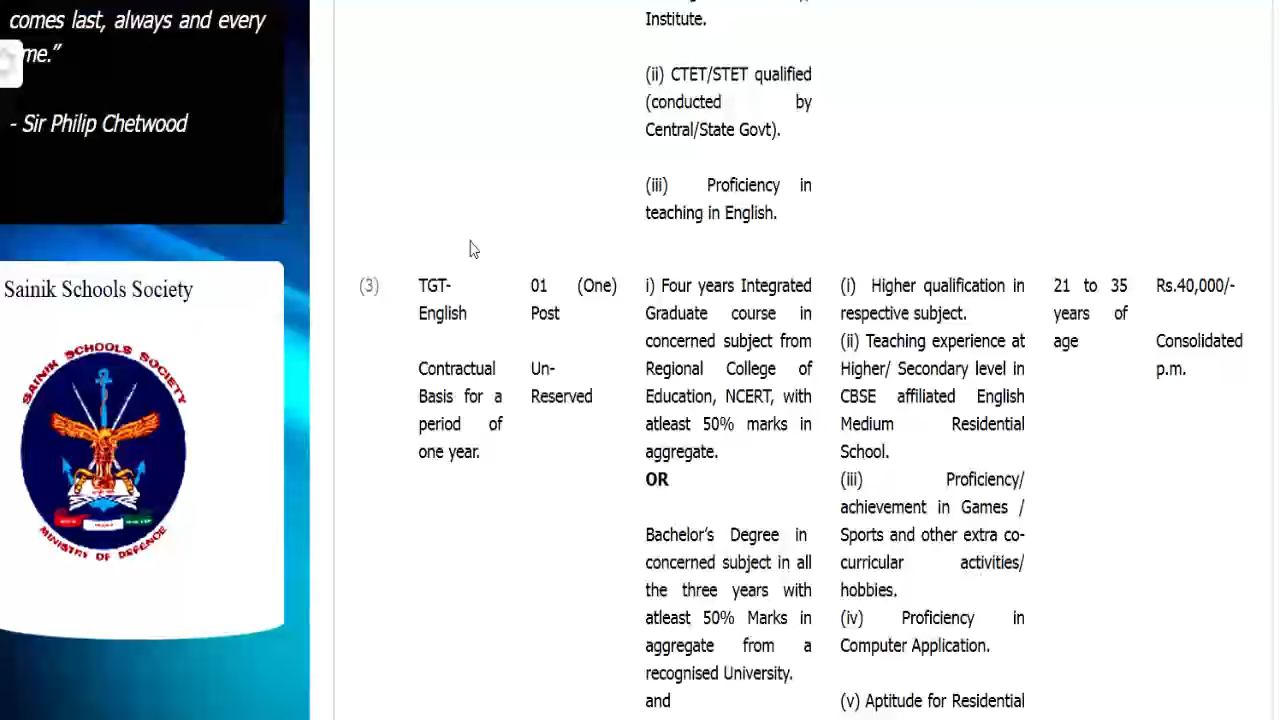 comes last, always and every
me.”
- Sir Philip Chetwood
Sainik Schools Society
SAINIK SCHOOLS SOCIETY
MINISTRY OF DEFENCE
Institute.
(ii) CTET/STET qualified
(conducted by
Central/State Govt).
(iii) Proficiency in
teaching in English.
(3)
TGT-
English
Contractual
Basis for a
period of
one year.
01 (One)
Post
Un-
Reserved
i) Four years Integrated
Graduate course in
concerned subject from
Regional College of
Education, NCERT, with
atleast 50% marks in
aggregate.
OR
Bachelor’s Degree in
concerned subject in all
the three years with
atleast 50% Marks in
aggregate from a
recognised University.
and
(i) Higher qualification in
respective subject.
(ii) Teaching experience at
Higher/ Secondary level in
CBSE affiliated English
Medium Residential
School.
(iii) Proficiency/
achievement in Games /
Sports and other extra co-
curricular activities/
hobbies.
(iv) Proficiency in
Computer Application.
(v) Aptitude for Residential
21 to 35
years of
age
Rs.40,000/-
Consolidated
p.m.